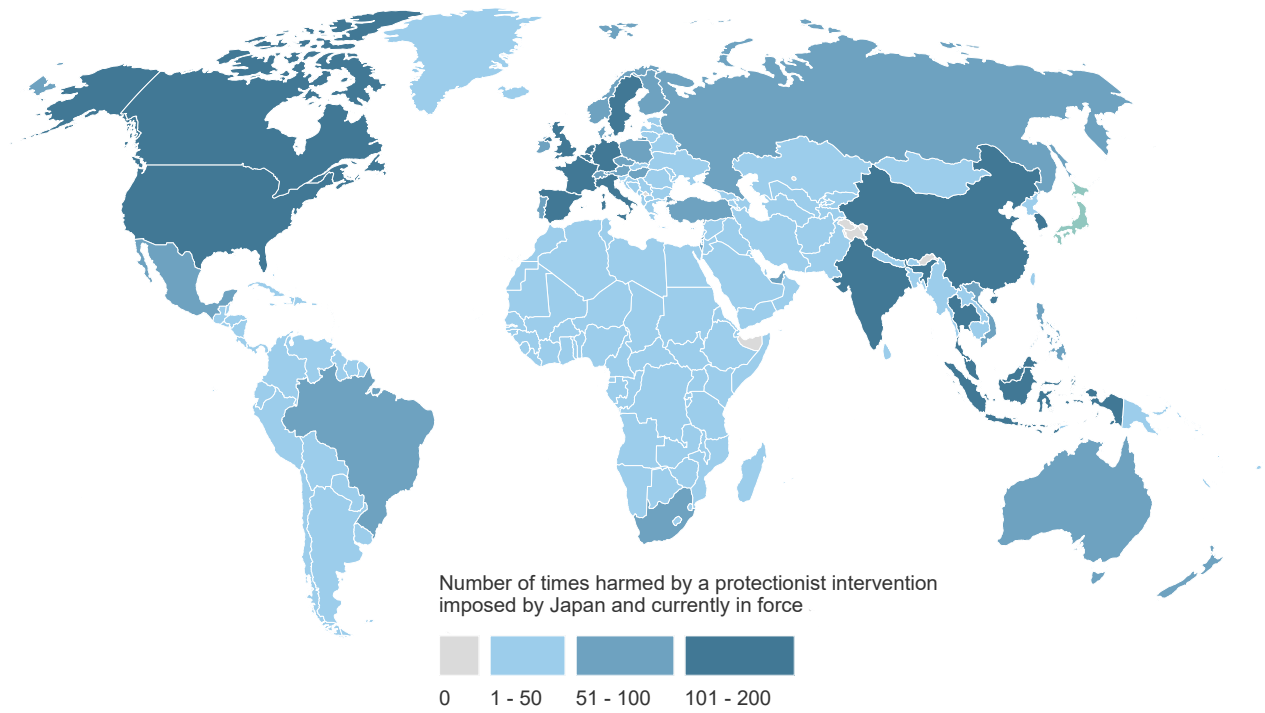 Number of times harmed by a protectionist intervention
imposed by Japan and currently in force
0 1 - 50 51 - 100 101 - 200